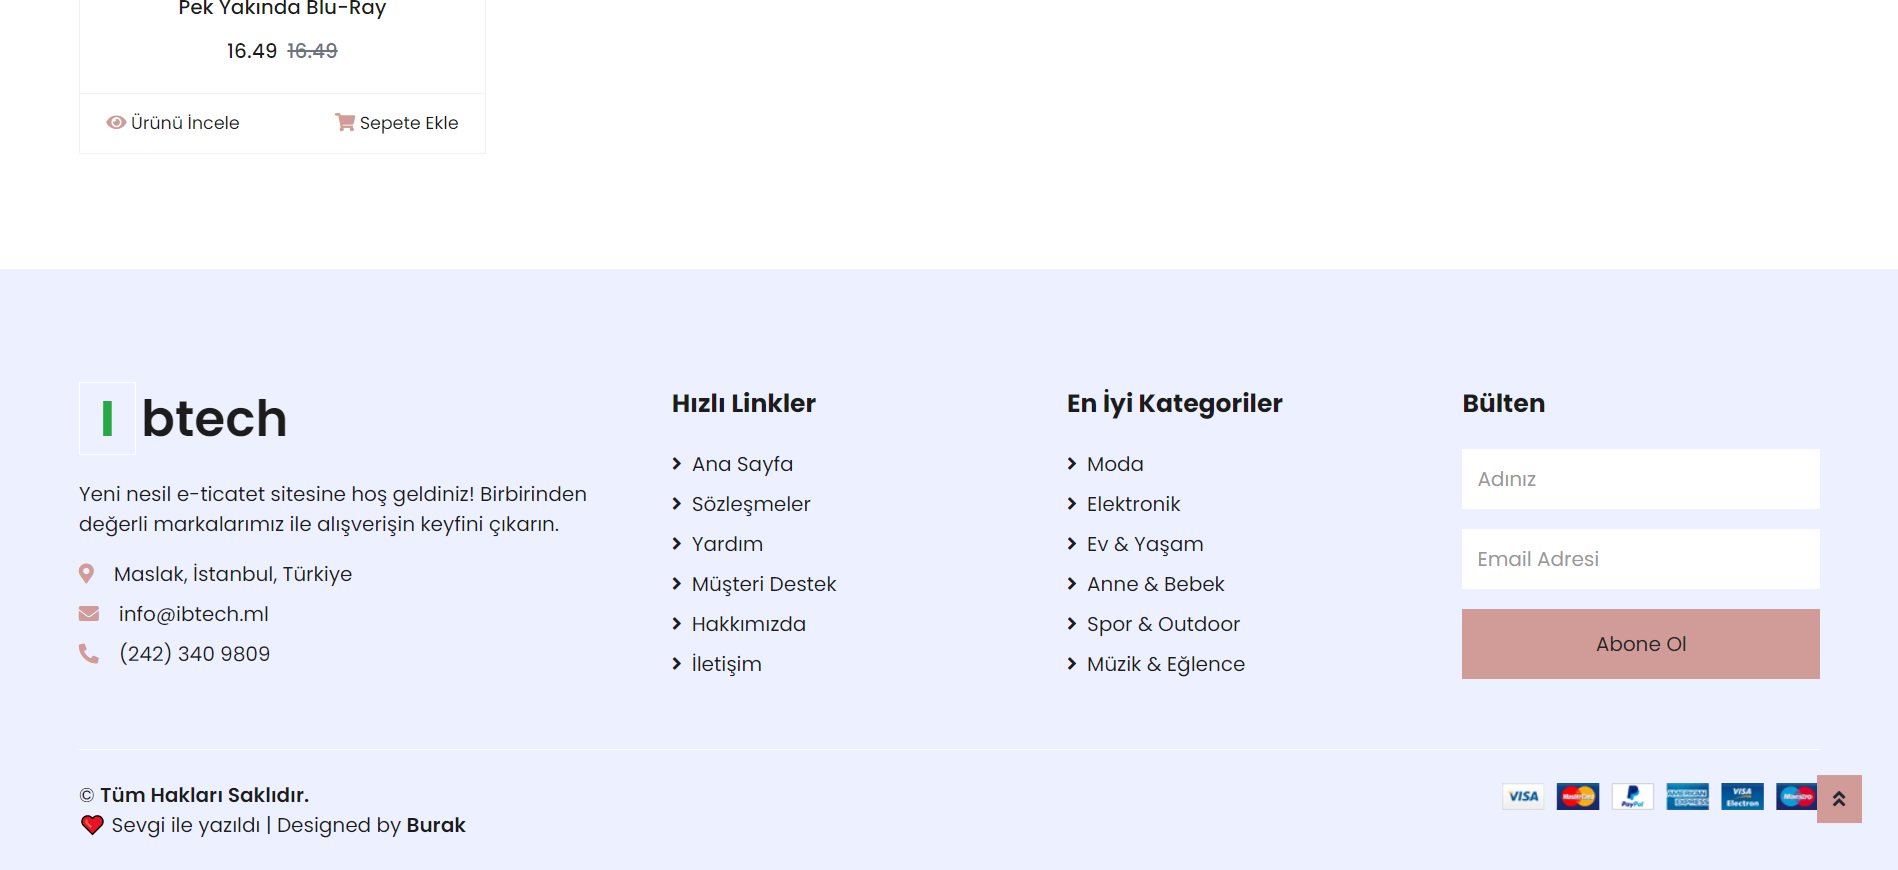 Pek Yakında Blu-Ray
16.49 16.49
Ürünü İncele
Sepete Ekle
I btech
Yeni nesil e-ticatet sitesine hoş geldiniz! Birbirinden
değerli markalarımız ile alışverişin keyfini çıkarın.
Maslak, İstanbul, Türkiye
info@ibtech.ml
(242) 340 9809
Hızlı Linkler
Ana Sayfa
Sözleşmeler
Yardım
Müşteri Destek
Hakkımızda
İletişim
En İyi Kategoriler
Moda
Elektronik
Ev & Yaşam
Anne & Bebek
Spor & Outdoor
Müzik & Eğlence
Bülten
Adınız
Email Adresi
Abone Ol
© Tüm Hakları Saklıdır.
Sevgi ile yazıldı | Designed by Burak
VISA
MasterCard
PayPal
AMERICAN EXPRESS
VISA Electron
Maestro